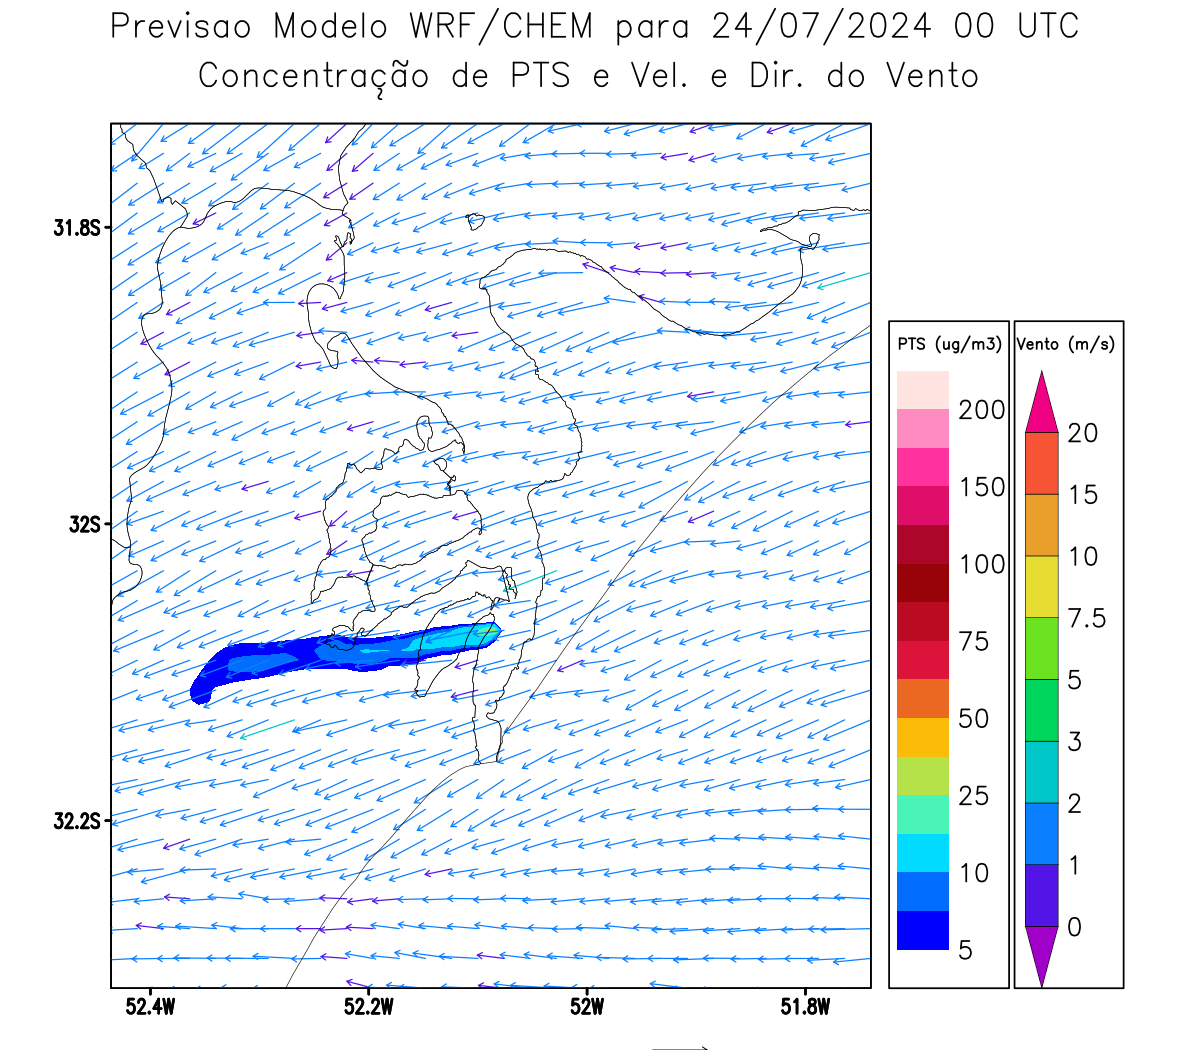 Previsao Modelo WRF/CHEM para 24/07/2024 00 UTC
Concentração de PTS e Vel. e Dir. do Vento
31.8S
32S
32.2S
52.4W 52.2W 52W 51.8W
PTS (ug/m3)
200
150
100
75
50
25
10
5
Vento (m/s)
20
15
10
7.5
5
3
2
1
0